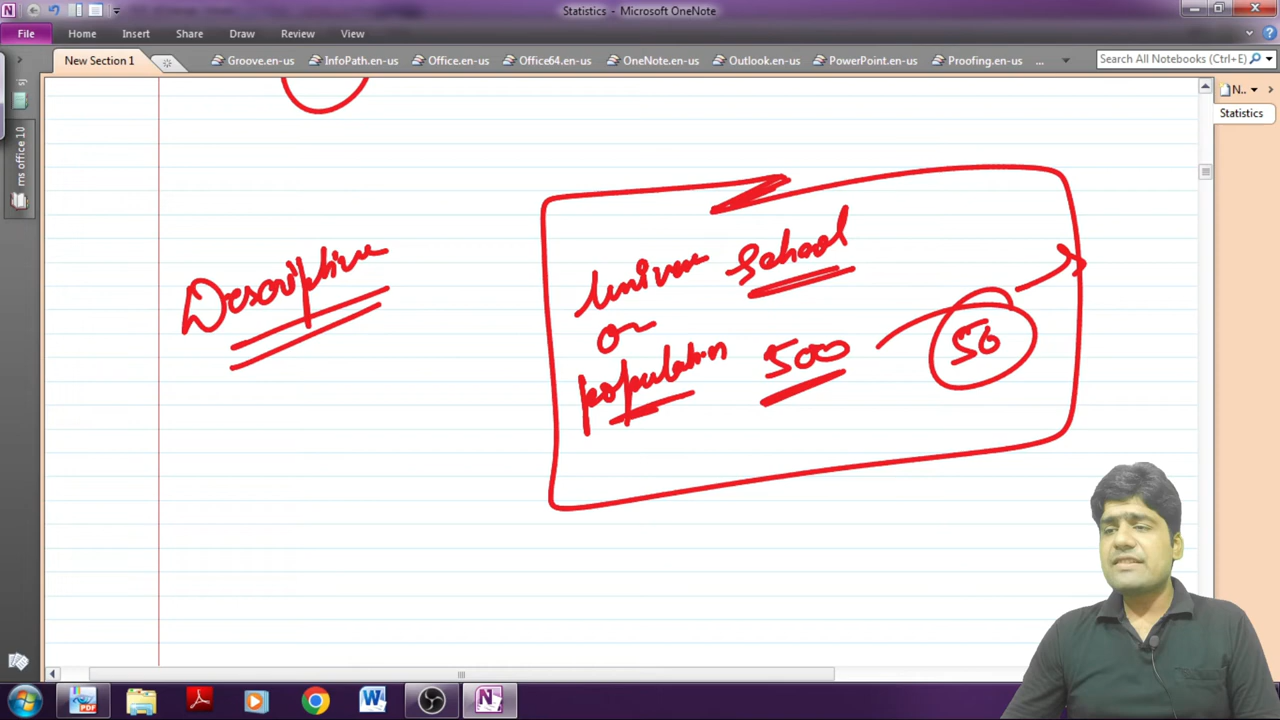 Statistics - Microsoft OneNote
File Home Insert Share Draw Review View
New Section 1 Groove.en-us InfoPath.en-us Office.en-us Office64.en-us OneNote.en-us Outlook.en-us PowerPoint.en-us Proofing.en-us ... Search All Notebooks (Ctrl+E)
N..
Statistics
sj
ms office 10
Descriptive
School
or
population 500 50
PDF